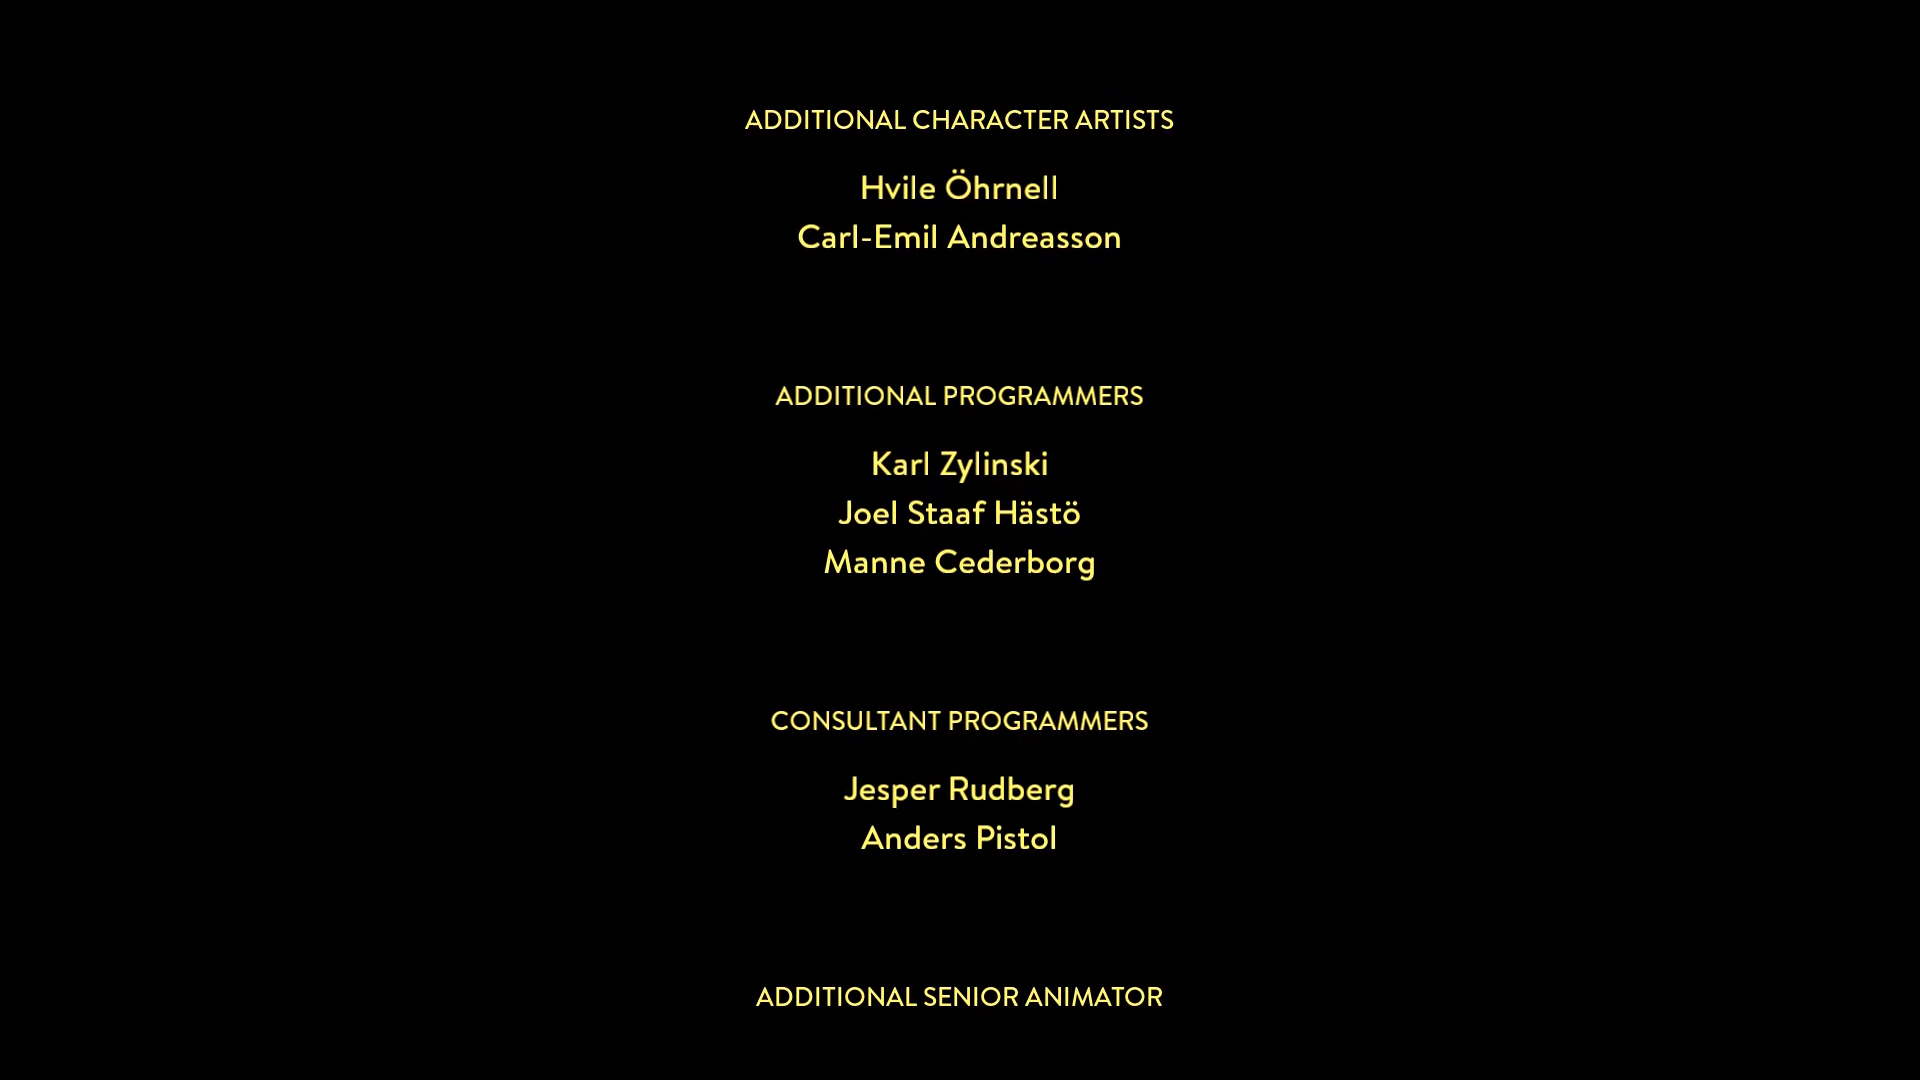 ADDITIONAL CHARACTER ARTISTS
Hvile Öhrnell
Carl-Emil Andreasson
ADDITIONAL PROGRAMMERS
Karl Zylinski
Joel Staaf Hästö
Manne Cederborg
CONSULTANT PROGRAMMERS
Jesper Rudberg
Anders Pistol
ADDITIONAL SENIOR ANIMATOR